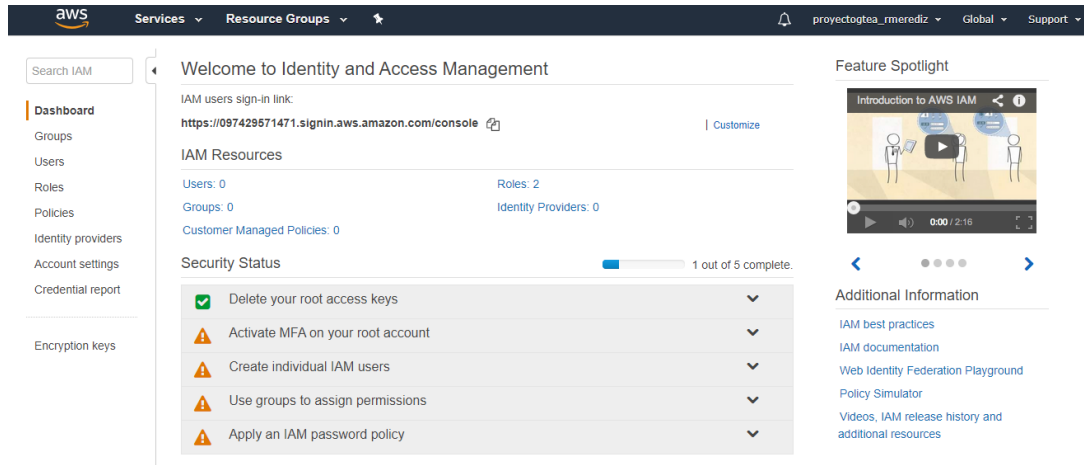 aws Services Resource Groups proyectogtea_rmerediz Global Support
Search IAM
Dashboard
Groups
Users
Roles
Policies
Identity providers
Account settings
Credential report
Encryption keys
Welcome to Identity and Access Management
IAM users sign-in link:
https://097429571471.signin.aws.amazon.com/console | Customize
IAM Resources
Users: 0 Roles: 2
Groups: 0 Identity Providers: 0
Customer Managed Policies: 0
Security Status 1 out of 5 complete.
Delete your root access keys
Activate MFA on your root account
Create individual IAM users
Use groups to assign permissions
Apply an IAM password policy
Feature Spotlight
Introduction to AWS IAM
0:00 / 2:16
Additional Information
IAM best practices
IAM documentation
Web Identity Federation Playground
Policy Simulator
Videos, IAM release history and
additional resources